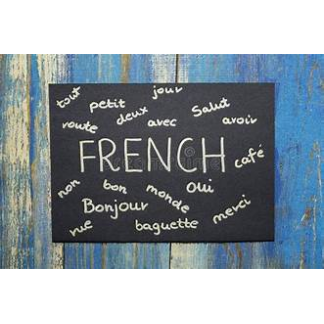 tout
jour
petit
deux
Salut
route
avec
avoir
FRENCH
café
non
bon
monde
Oui
Bonjour
merci
rue
baguette